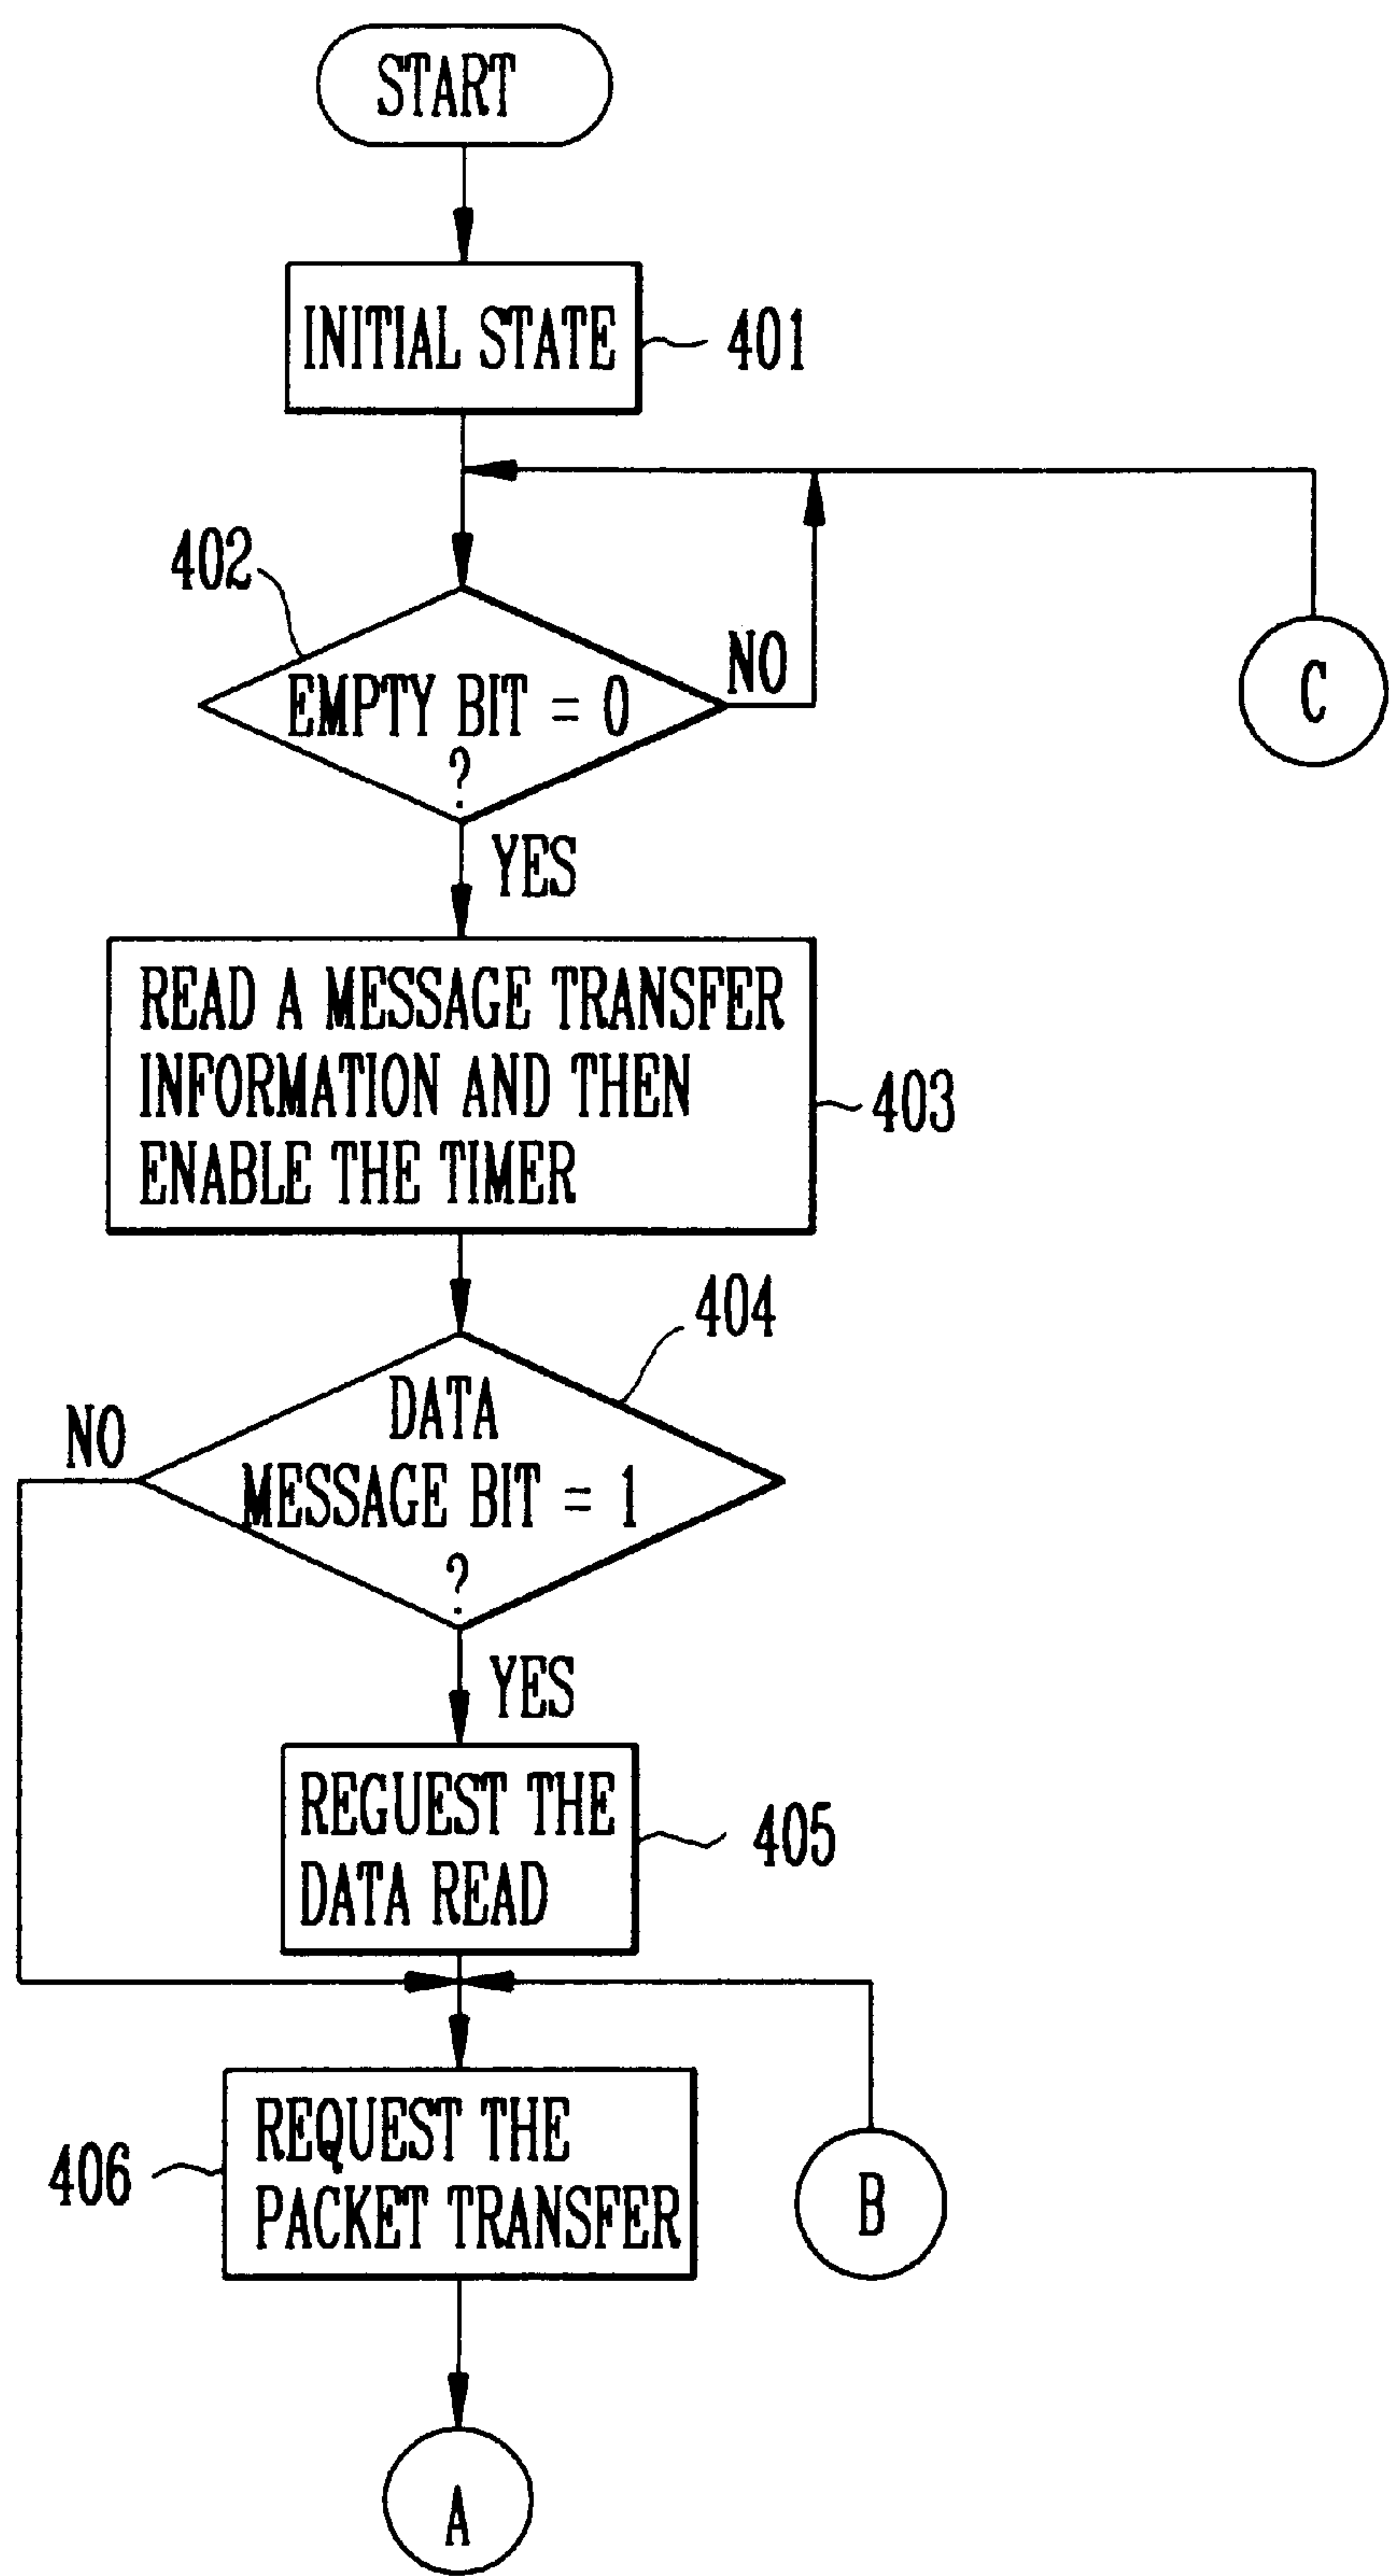 START
INITIAL STATE
401
402
EMPTY BIT = 0
?
NO
C
YES
READ A MESSAGE TRANSFER
INFORMATION AND THEN
ENABLE THE TIMER
403
404
DATA
MESSAGE BIT = 1
?
NO
YES
REGUEST THE
DATA READ
405
REQUEST THE
PACKET TRANSFER
406
B
A